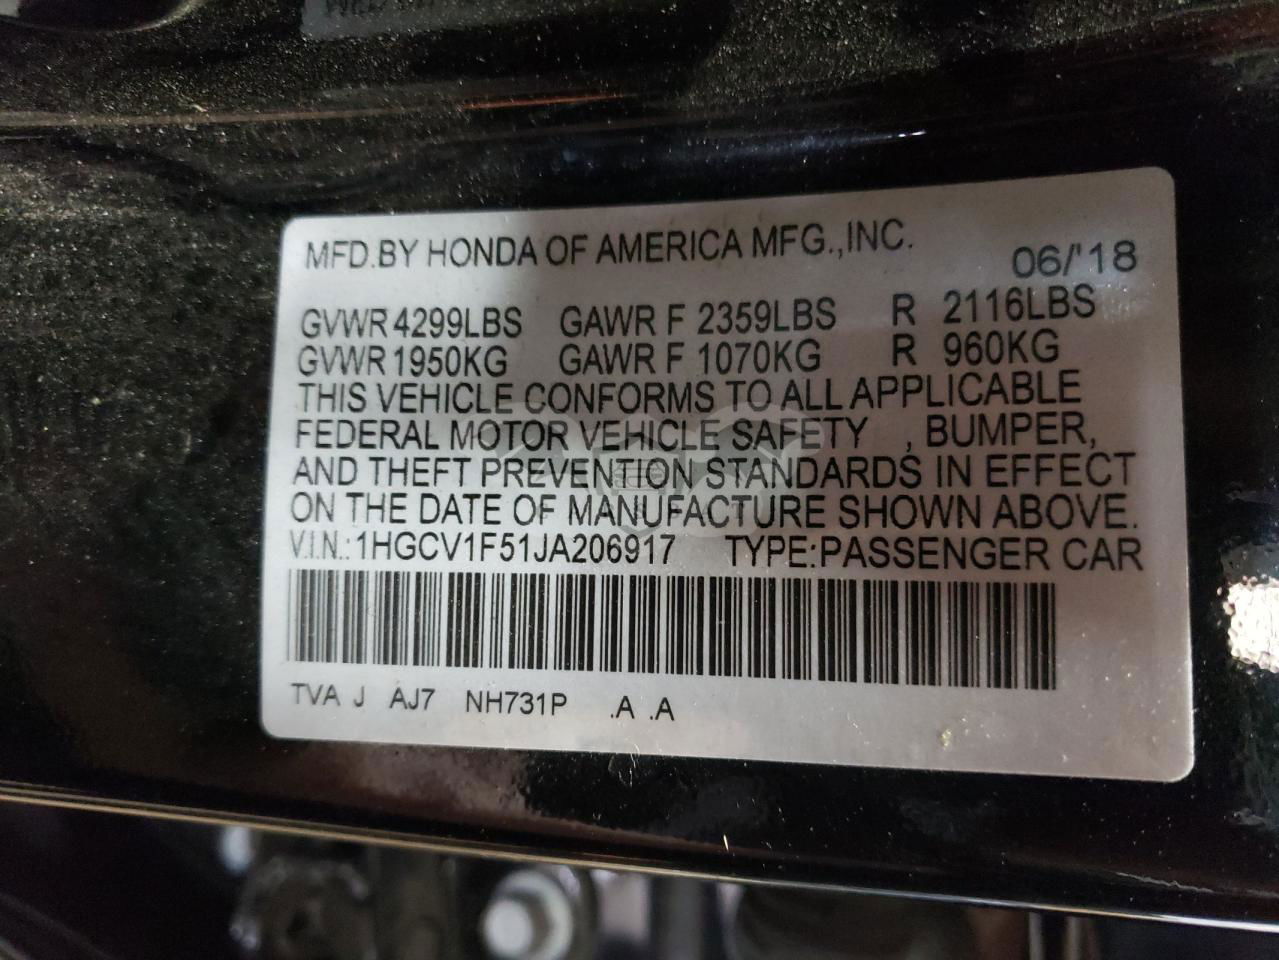 MFD.BY HONDA OF AMERICA MFG.,INC.
06/'18
GVWR 4299LBS GAWR F 2359LBS R 2116LBS
GVWR 1950KG GAWR F 1070KG R 960KG
THIS VEHICLE CONFORMS TO ALL APPLICABLE
FEDERAL MOTOR VEHICLE SAFETY , BUMPER,
AND THEFT PREVENTION STANDARDS IN EFFECT
ON THE DATE OF MANUFACTURE SHOWN ABOVE.
V.I.N.:1HGCV1F51JA206917 TYPE:PASSENGER CAR
TVA J AJ7 NH731P .A .A